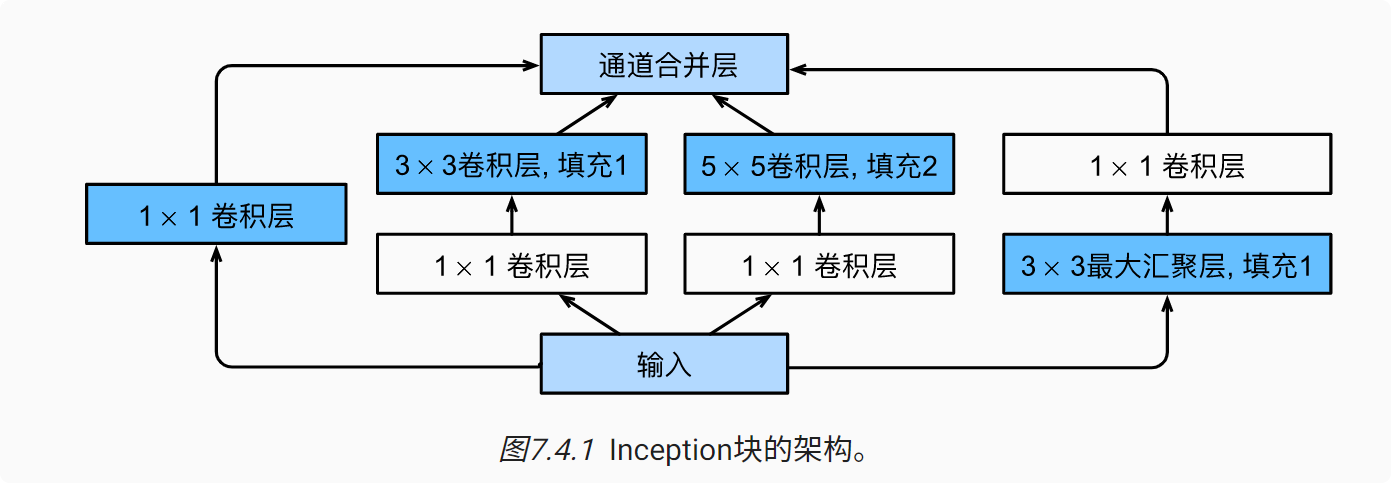 通道合并层
3 × 3卷积层, 填充1
5 × 5卷积层, 填充2
1 × 1 卷积层
1 × 1 卷积层
1 × 1 卷积层
1 × 1 卷积层
3 × 3最大汇聚层, 填充1
输入
图7.4.1 Inception块的架构。